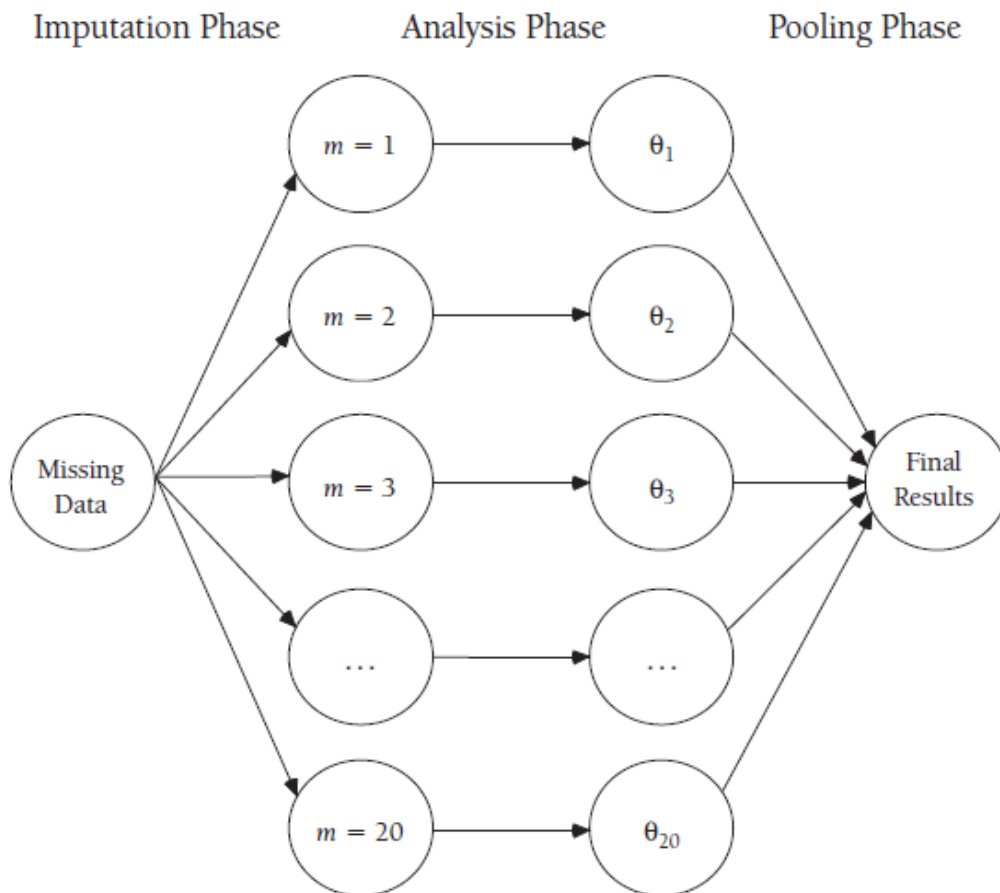 Imputation Phase Analysis Phase Pooling Phase
m = 1 θ₁
m = 2 θ₂
Missing
Data
m = 3 θ₃
Final
Results
... ...
m = 20 θ₂₀